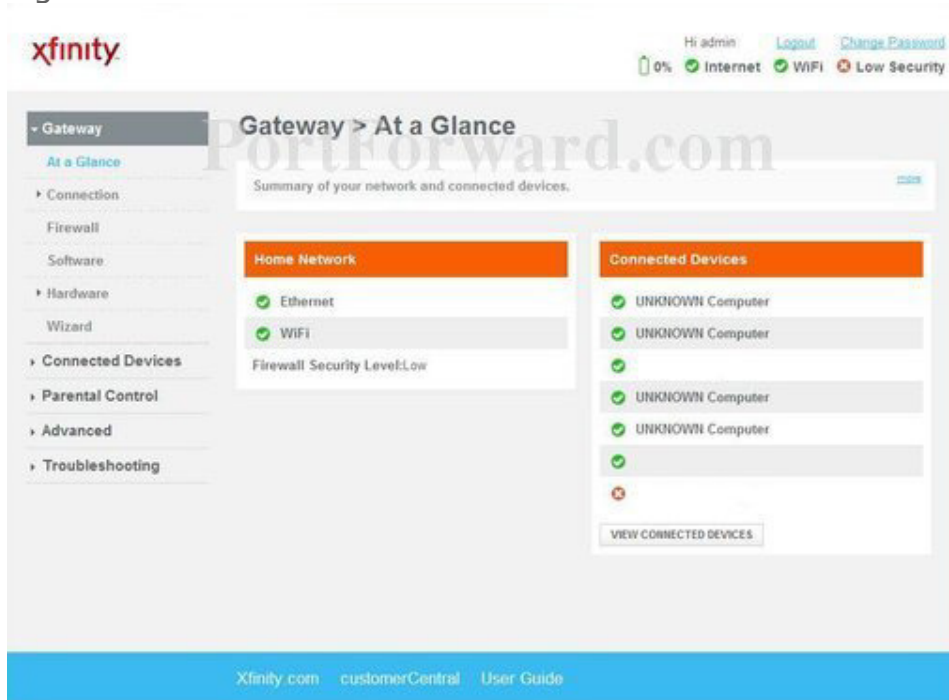 xfinity
Hi admin Logout Change Password
0% Internet WiFi Low Security
Gateway
At a Glance
Connection
Firewall
Software
Hardware
Wizard
Connected Devices
Parental Control
Advanced
Troubleshooting
Gateway > At a Glance
PortForward.com
Summary of your network and connected devices.
more
Home Network
Ethernet
WiFi
Firewall Security Level:Low
Connected Devices
UNKNOWN Computer
UNKNOWN Computer
UNKNOWN Computer
UNKNOWN Computer
VIEW CONNECTED DEVICES
Xfinity.com customerCentral User Guide